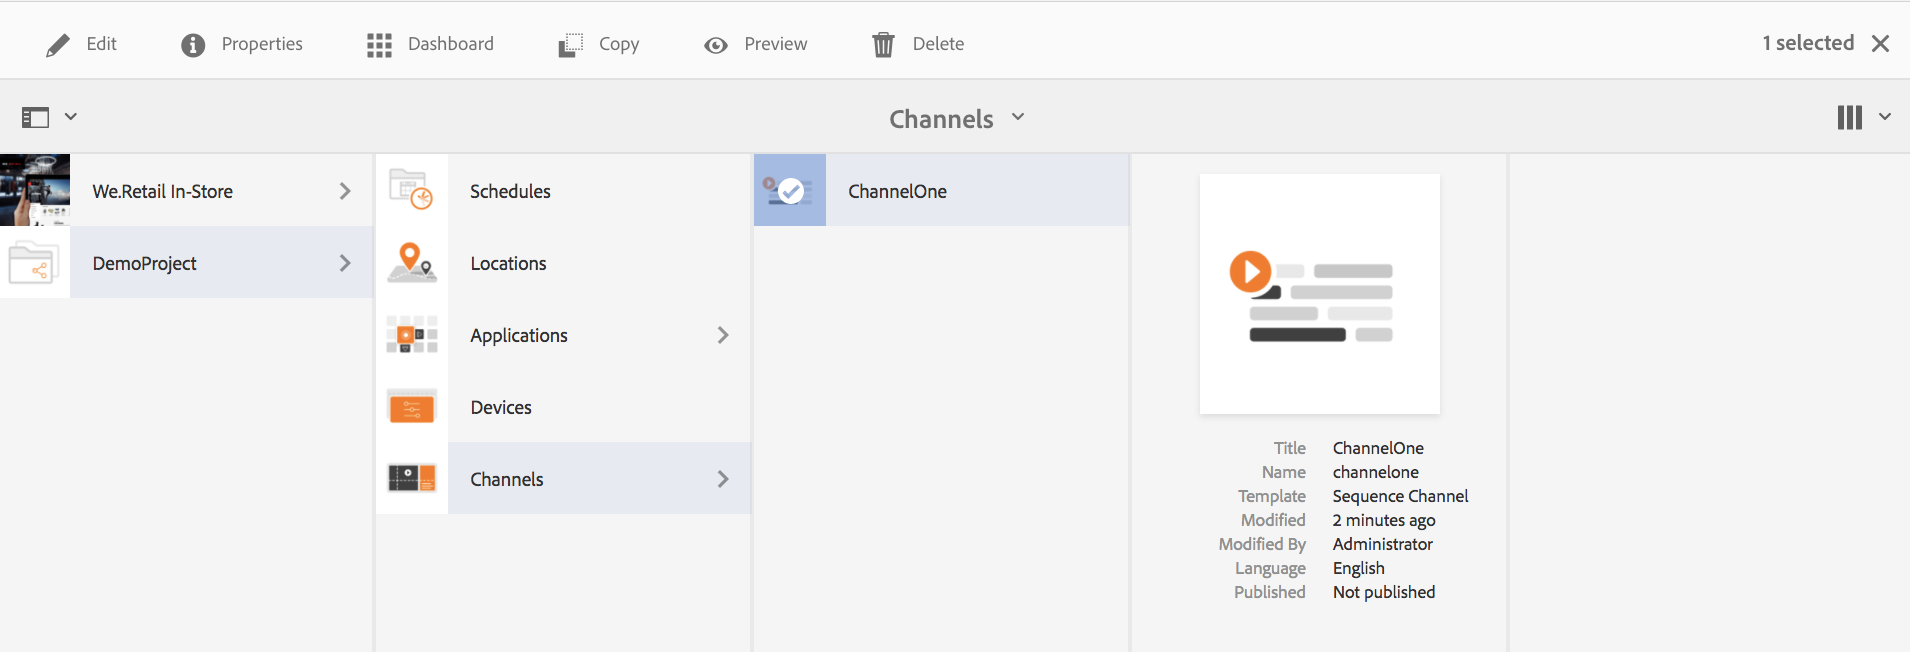 Edit Properties Dashboard Copy Preview Delete 1 selected
Channels
We.Retail In-Store
DemoProject
Schedules
Locations
Applications
Devices
Channels
ChannelOne
Title ChannelOne
Name channelone
Template Sequence Channel
Modified 2 minutes ago
Modified By Administrator
Language English
Published Not published